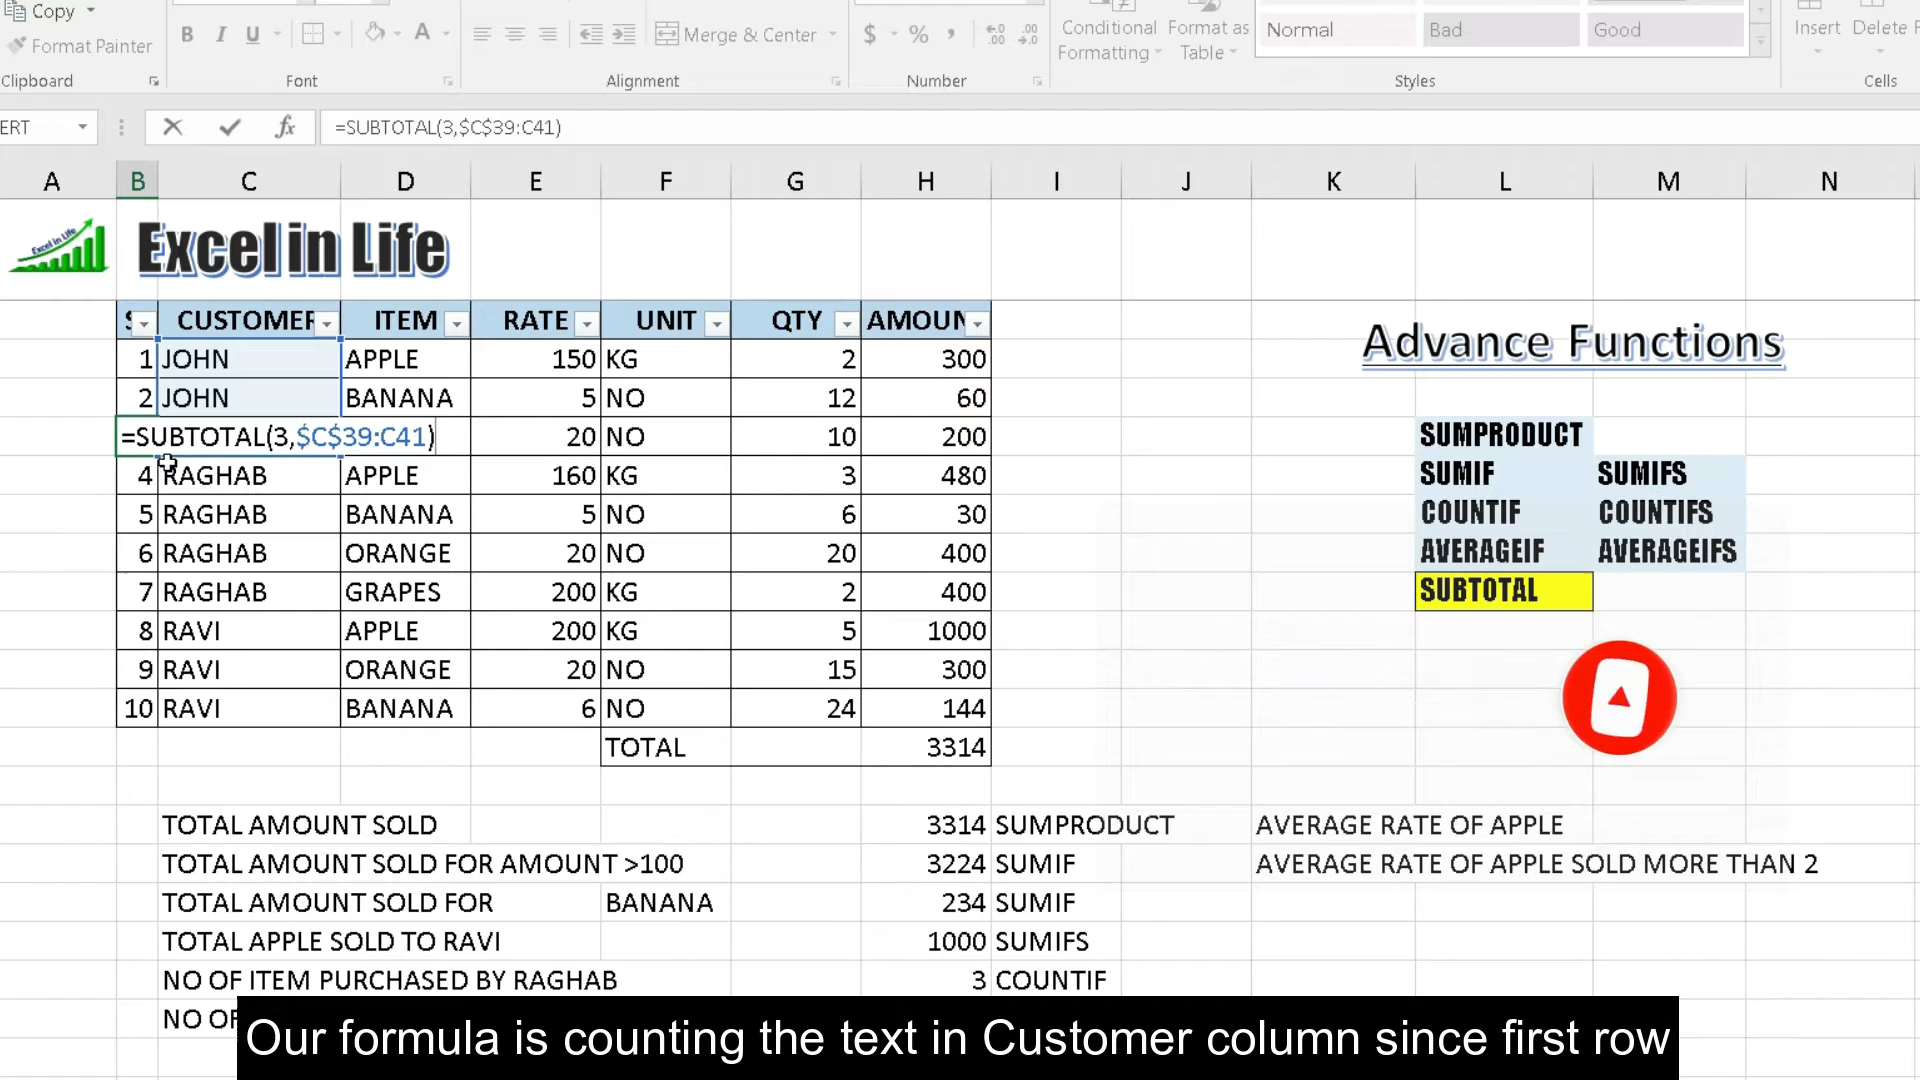 Copy
Format Painter
B I U A
Merge & Center
$ % ,
Conditional Formatting
Format as Table
Normal Bad Good
Insert Delete F
Clipboard Font Alignment Number Styles Cells
ERT fx =SUBTOTAL(3,$C$39:C41)
A B C D E F G H I J K L M N
Excel in Life Excel in Life
S CUSTOMER ITEM RATE UNIT QTY AMOUN
Advance Functions
1 JOHN APPLE 150 KG 2 300
2 JOHN BANANA 5 NO 12 60
=SUBTOTAL(3,$C$39:C41) 20 NO 10 200 SUMPRODUCT
4 RAGHAB APPLE 160 KG 3 480 SUMIF SUMIFS
5 RAGHAB BANANA 5 NO 6 30 COUNTIF COUNTIFS
6 RAGHAB ORANGE 20 NO 20 400 AVERAGEIF AVERAGEIFS
7 RAGHAB GRAPES 200 KG 2 400 SUBTOTAL
8 RAVI APPLE 200 KG 5 1000
9 RAVI ORANGE 20 NO 15 300
10 RAVI BANANA 6 NO 24 144
TOTAL 3314
TOTAL AMOUNT SOLD 3314 SUMPRODUCT AVERAGE RATE OF APPLE
TOTAL AMOUNT SOLD FOR AMOUNT >100 3224 SUMIF AVERAGE RATE OF APPLE SOLD MORE THAN 2
TOTAL AMOUNT SOLD FOR BANANA 234 SUMIF
TOTAL APPLE SOLD TO RAVI 1000 SUMIFS
NO OF ITEM PURCHASED BY RAGHAB 3 COUNTIF
NO OF
Our formula is counting the text in Customer column since first row